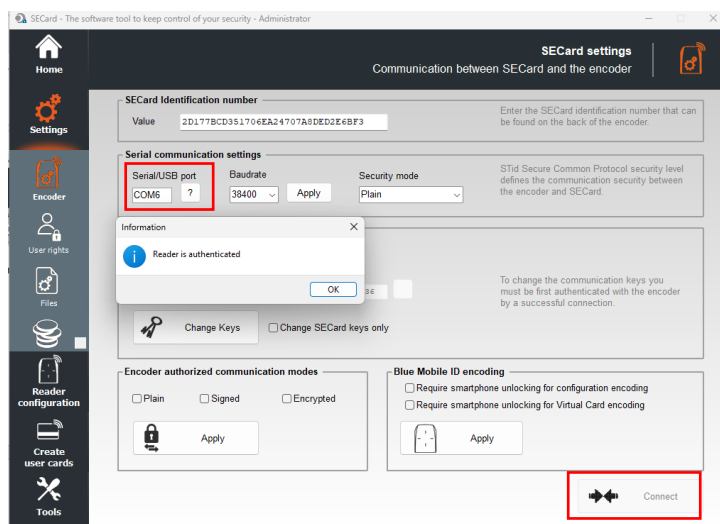 SECard - The software tool to keep control of your security - Administrator
Home
SECard settings
Communication between SECard and the encoder
Settings
Encoder
User rights
Files
Reader
configuration
Create
user cards
Tools
SECard Identification number
Value 2D177BCD351706EA24707A8DED2E6BF3
Enter the SECard identification number that can
be found on the back of the encoder.
Serial communication settings
Serial/USB port
Baudrate
Security mode
COM6 ? 38400 Apply Plain
STid Secure Common Protocol security level
defines the communication security between
the encoder and SECard.
Information
Reader is authenticated
OK
3E
To change the communication keys you
must be first authenticated with the encoder
by a successful connection.
Change Keys
Change SECard keys only
Encoder authorized communication modes
Plain Signed Encrypted
Apply
Blue Mobile ID encoding
Require smartphone unlocking for configuration encoding
Require smartphone unlocking for Virtual Card encoding
Apply
Connect